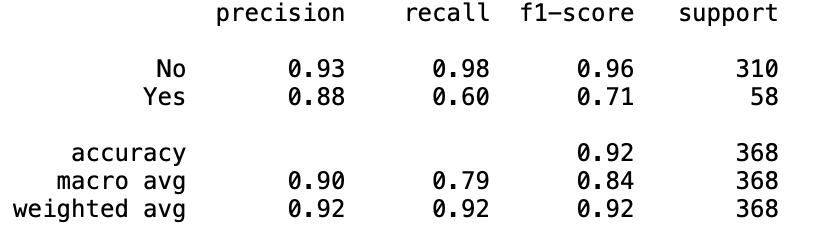 precision recall f1-score support
No 0.93 0.98 0.96 310
Yes 0.88 0.60 0.71 58
accuracy 0.92 368
macro avg 0.90 0.79 0.84 368
weighted avg 0.92 0.92 0.92 368